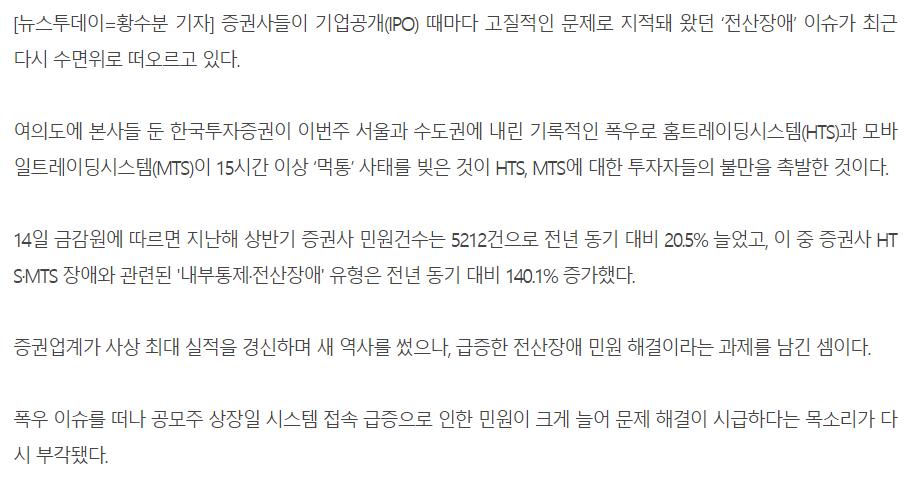 [뉴스투데이=황수분 기자] 증권사들이 기업공개(IPO) 때마다 고질적인 문제로 지적돼 왔던 ‘전산장애’ 이슈가 최근
다시 수면위로 떠오르고 있다.
여의도에 본사들 둔 한국투자증권이 이번주 서울과 수도권에 내린 기록적인 폭우로 홈트레이딩시스템(HTS)과 모바
일트레이딩시스템(MTS)이 15시간 이상 ‘먹통’ 사태를 빚은 것이 HTS, MTS에 대한 투자자들의 불만을 촉발한 것이다.
14일 금감원에 따르면 지난해 상반기 증권사 민원건수는 5212건으로 전년 동기 대비 20.5% 늘었고, 이 중 증권사 HT
S·MTS 장애와 관련된 '내부통제·전산장애' 유형은 전년 동기 대비 140.1% 증가했다.
증권업계가 사상 최대 실적을 경신하며 새 역사를 썼으나, 급증한 전산장애 민원 해결이라는 과제를 남긴 셈이다.
폭우 이슈를 떠나 공모주 상장일 시스템 접속 급증으로 인한 민원이 크게 늘어 문제 해결이 시급하다는 목소리가 다
시 부각됐다.